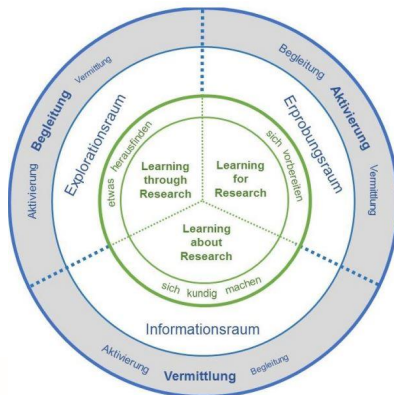 Begleitung
Aktivierung
Vermittlung
Erprobungsraum
sich vorbereiten
Learning
for
Research
Vermittlung
Begleitung
Aktivierung
Explorationsraum
etwas herausfinden
Learning
through
Research
Learning
about
Research
sich kundig machen
Informationsraum
Aktivierung
Vermittlung
Begleitung